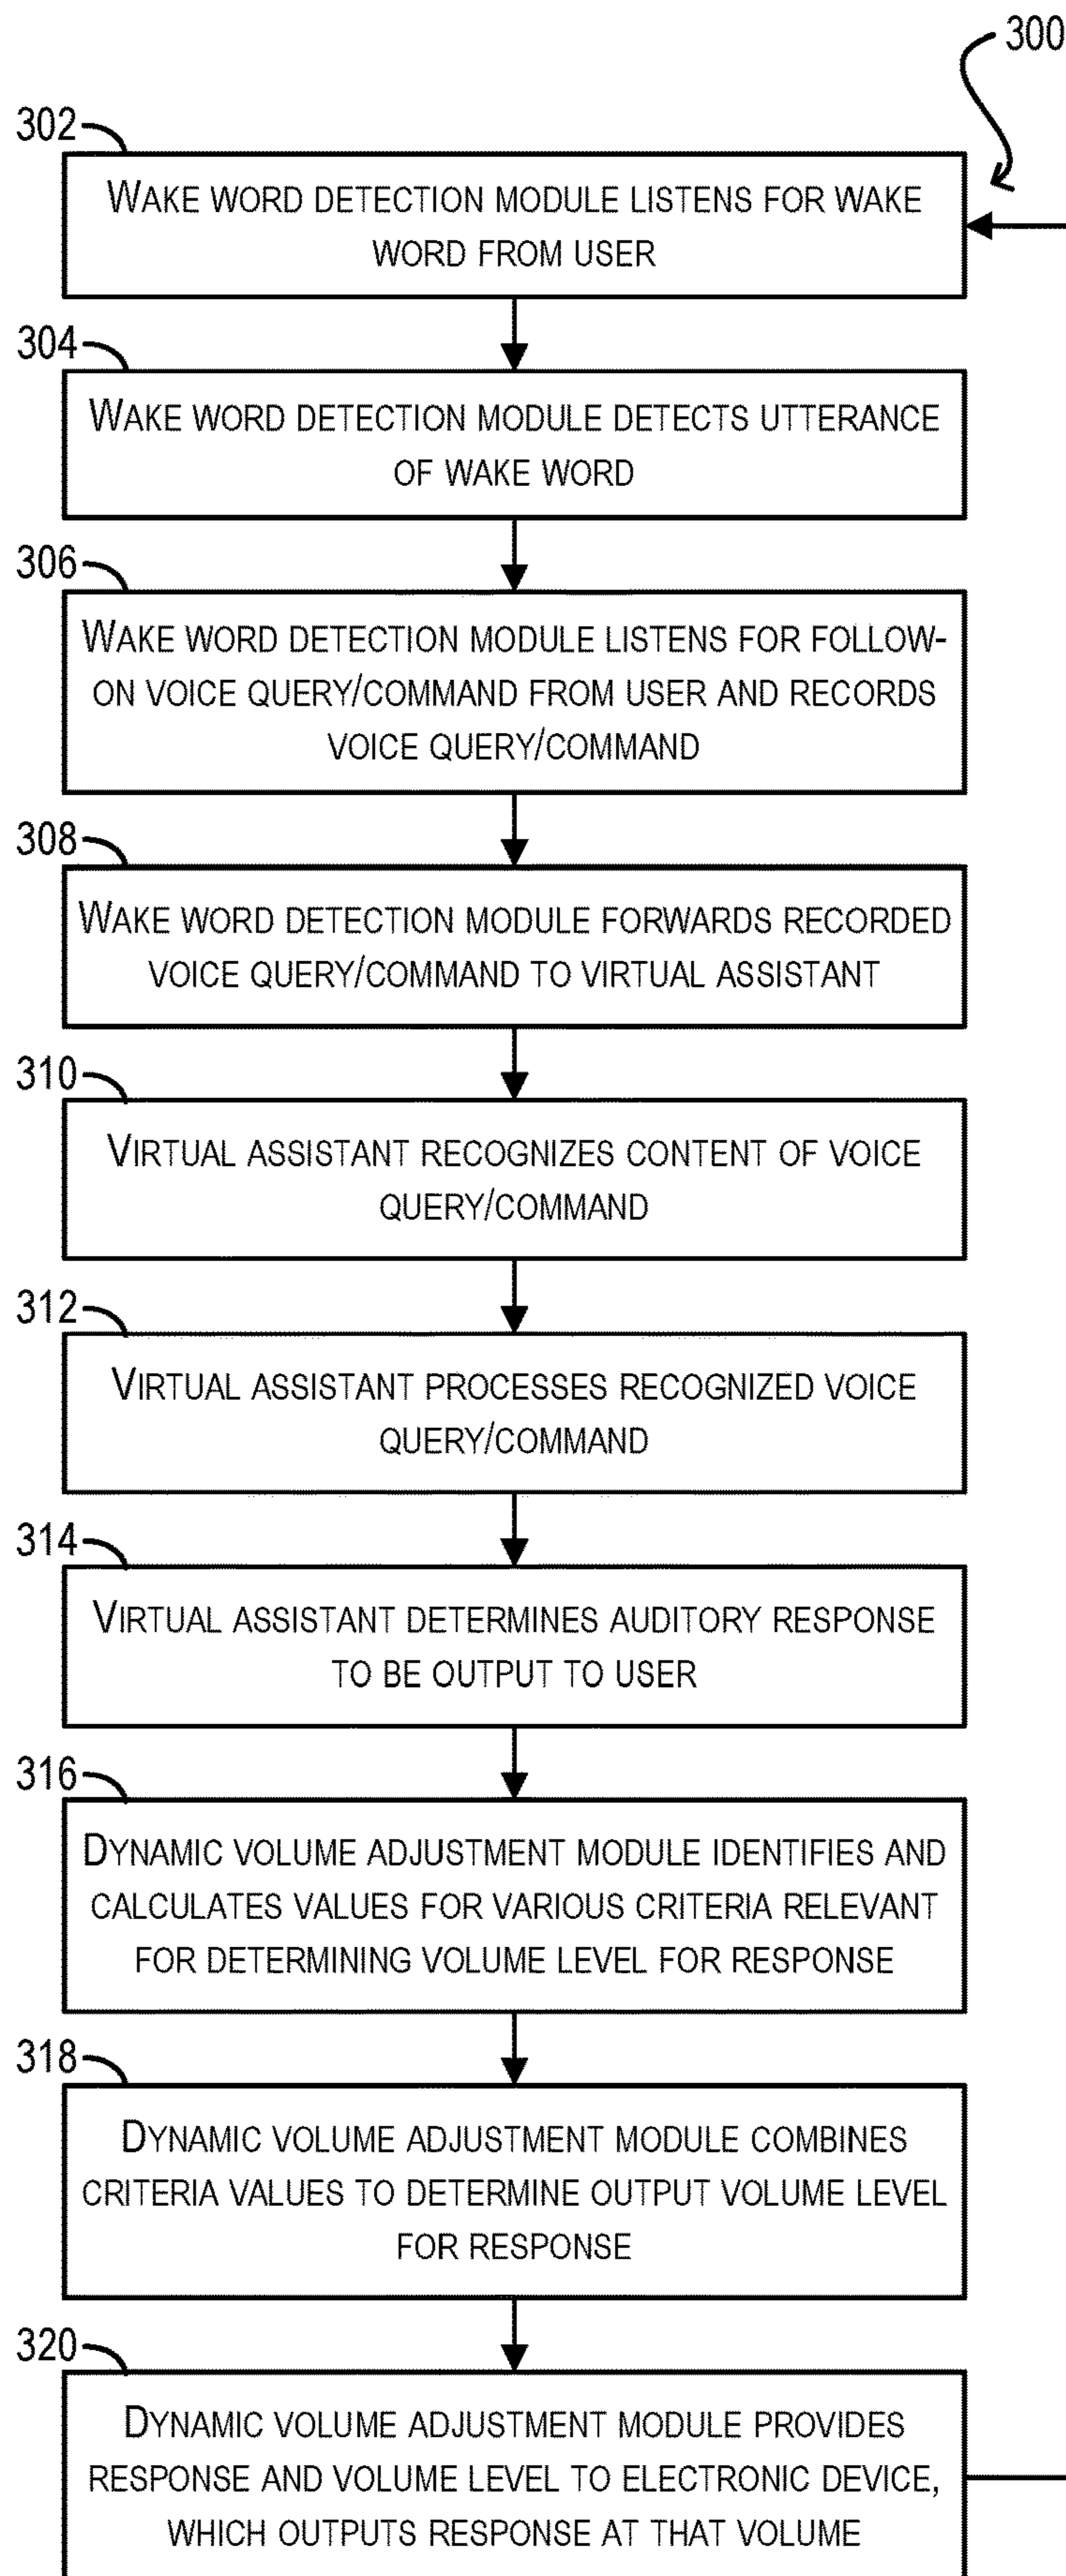 300
302
WAKE WORD DETECTION MODULE LISTENS FOR WAKE
WORD FROM USER
304
WAKE WORD DETECTION MODULE DETECTS UTTERANCE
OF WAKE WORD
306
WAKE WORD DETECTION MODULE LISTENS FOR FOLLOW-
ON VOICE QUERY/COMMAND FROM USER AND RECORDS
VOICE QUERY/COMMAND
308
WAKE WORD DETECTION MODULE FORWARDS RECORDED
VOICE QUERY/COMMAND TO VIRTUAL ASSISTANT
310
VIRTUAL ASSISTANT RECOGNIZES CONTENT OF VOICE
QUERY/COMMAND
312
VIRTUAL ASSISTANT PROCESSES RECOGNIZED VOICE
QUERY/COMMAND
314
VIRTUAL ASSISTANT DETERMINES AUDITORY RESPONSE
TO BE OUTPUT TO USER
316
DYNAMIC VOLUME ADJUSTMENT MODULE IDENTIFIES AND
CALCULATES VALUES FOR VARIOUS CRITERIA RELEVANT
FOR DETERMINING VOLUME LEVEL FOR RESPONSE
318
DYNAMIC VOLUME ADJUSTMENT MODULE COMBINES
CRITERIA VALUES TO DETERMINE OUTPUT VOLUME LEVEL
FOR RESPONSE
320
DYNAMIC VOLUME ADJUSTMENT MODULE PROVIDES
RESPONSE AND VOLUME LEVEL TO ELECTRONIC DEVICE,
WHICH OUTPUTS RESPONSE AT THAT VOLUME